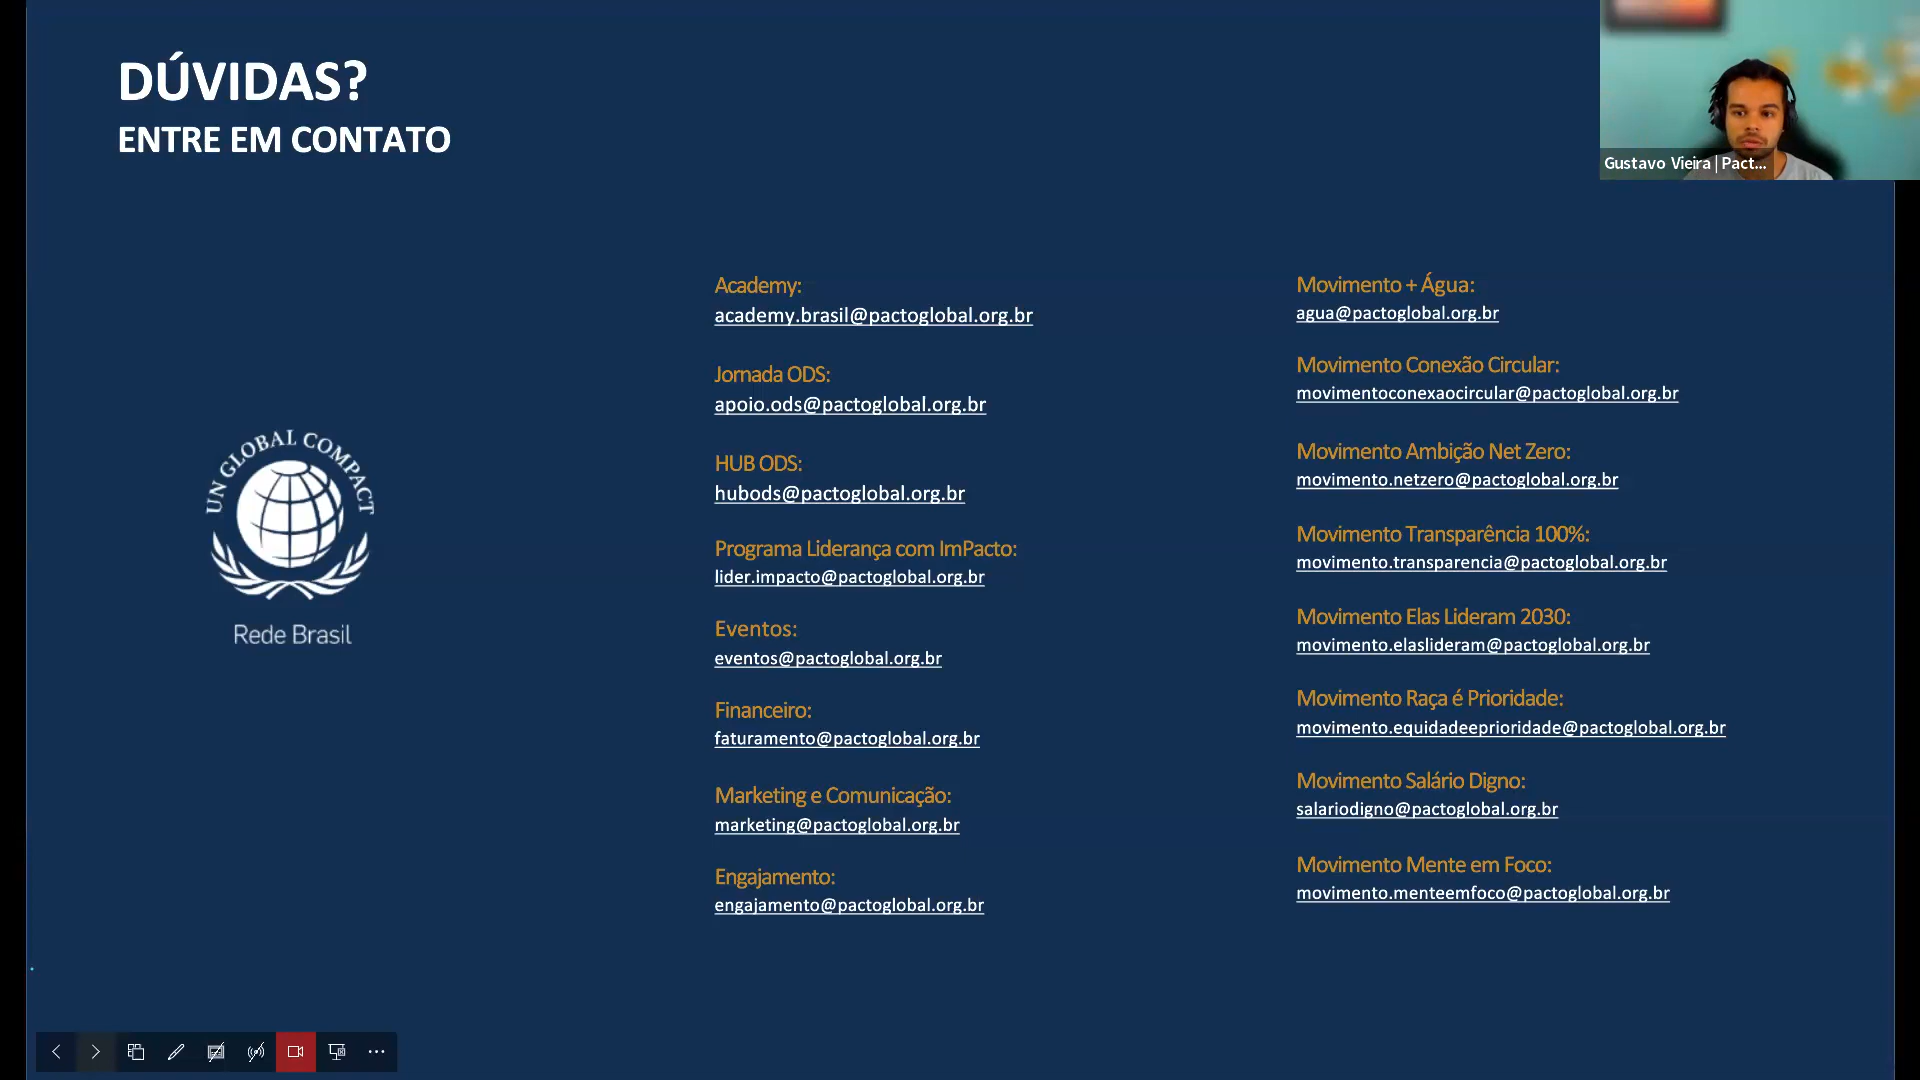 DÚVIDAS?
ENTRE EM CONTATO
Gustavo Vieira | Pact...
UN GLOBAL COMPACT
Rede Brasil
Academy:
academy.brasil@pactoglobal.org.br
Jornada ODS:
apoio.ods@pactoglobal.org.br
HUB ODS:
hubods@pactoglobal.org.br
Programa Liderança com ImPacto:
lider.impacto@pactoglobal.org.br
Eventos:
eventos@pactoglobal.org.br
Financeiro:
faturamento@pactoglobal.org.br
Marketing e Comunicação:
marketing@pactoglobal.org.br
Engajamento:
engajamento@pactoglobal.org.br
Movimento + Água:
agua@pactoglobal.org.br
Movimento Conexão Circular:
movimentoconexaocircular@pactoglobal.org.br
Movimento Ambição Net Zero:
movimento.netzero@pactoglobal.org.br
Movimento Transparência 100%:
movimento.transparencia@pactoglobal.org.br
Movimento Elas Lideram 2030:
movimento.elaslideram@pactoglobal.org.br
Movimento Raça é Prioridade:
movimento.equidadeeprioridade@pactoglobal.org.br
Movimento Salário Digno:
salariodigno@pactoglobal.org.br
Movimento Mente em Foco:
movimento.menteemfoco@pactoglobal.org.br